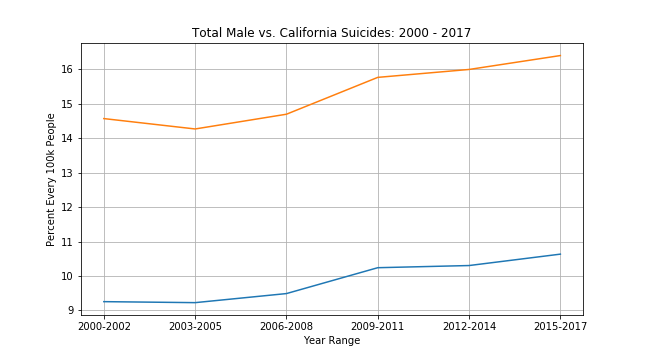 Total Male vs. California Suicides: 2000 - 2017
Percent Every 100k People
16
15
14
13
12
11
10
9
2000-2002 2003-2005 2006-2008 2009-2011 2012-2014 2015-2017
Year Range